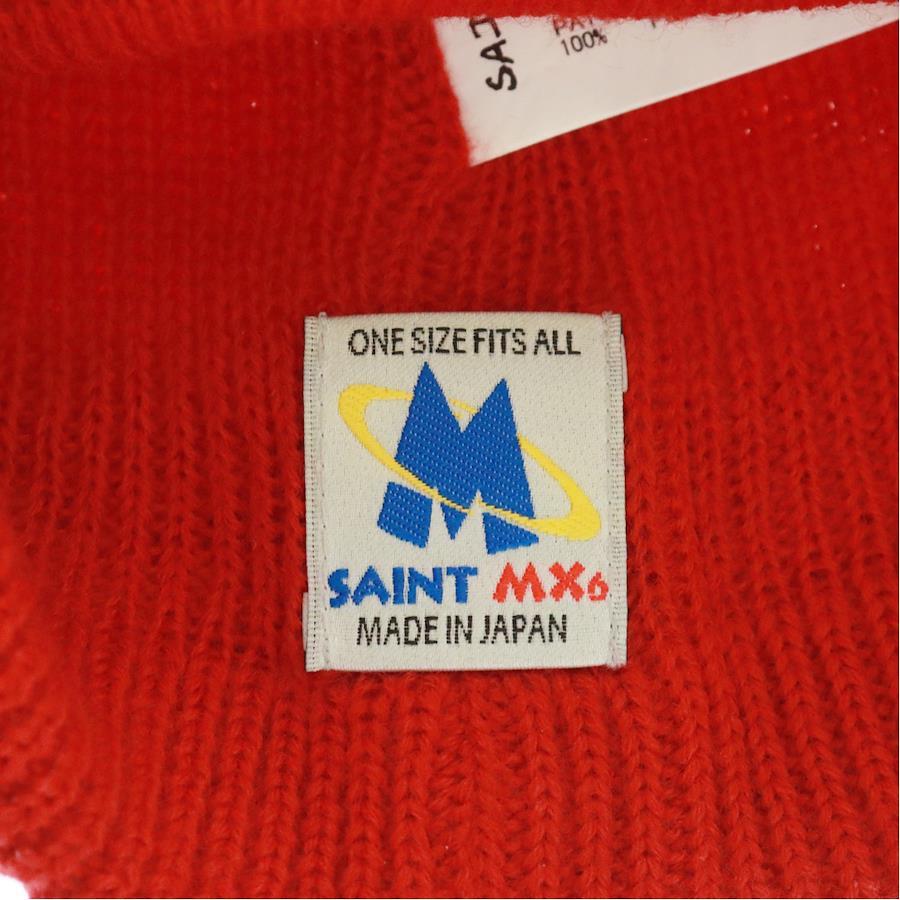 100%
ONE SIZE FITS ALL
SAINT MX6
MADE IN JAPAN